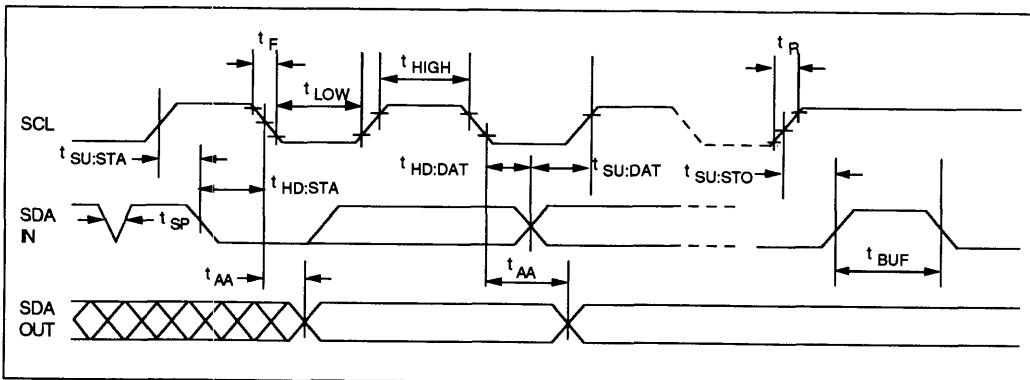 t F
t HIGH
t R
t LOW
SCL
t SU:STA
t HD:STA
t HD:DAT
t SU:DAT
t SU:STO
SDA
IN
t SP
t AA
t AA
t BUF
SDA
OUT